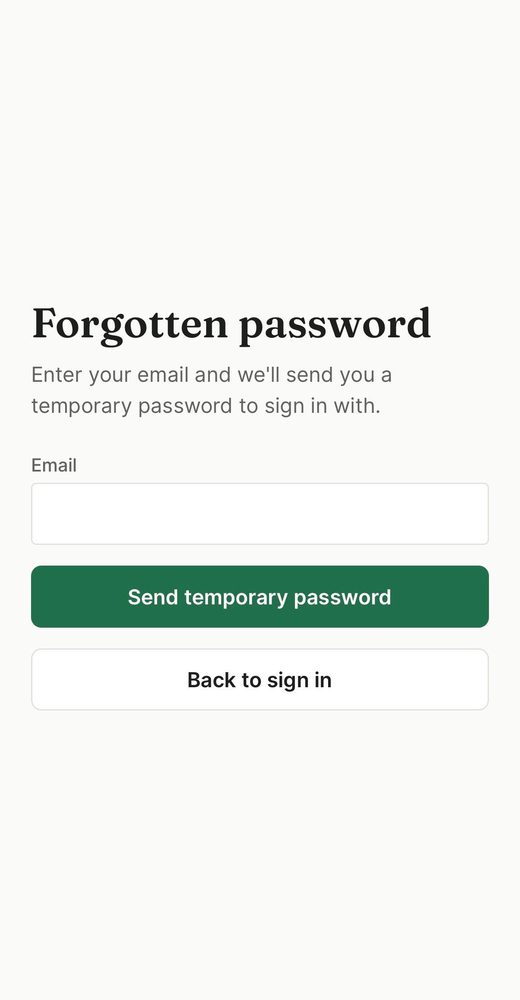 Forgotten password
Enter your email and we'll send you a
temporary password to sign in with.
Email
Send temporary password
Back to sign in